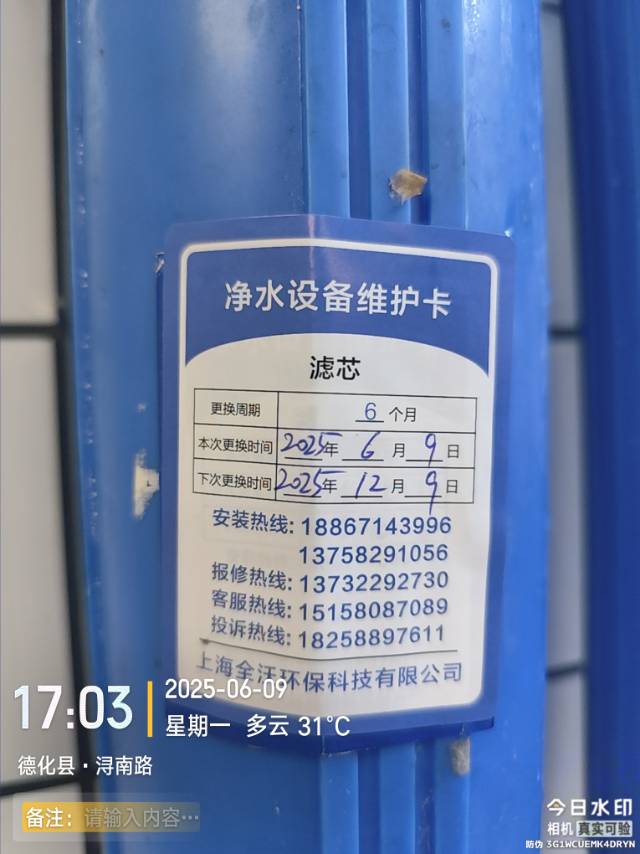 净水设备维护卡
滤芯
更换周期 6 个月
本次更换时间 2025年 6 月 9 日
下次更换时间 2025年 12 月 9 日
安装热线: 18867143996
13758291056
报修热线: 13732292730
客服热线: 15158087089
投诉热线: 18258897611
上海全汪环保科技有限公司
17:03
2025-06-09
星期一 多云 31°C
德化县·浔南路
备注: 请输入内容…
今日水印
相机 真实可验
防伪 3G1WCUEMK4DRYN